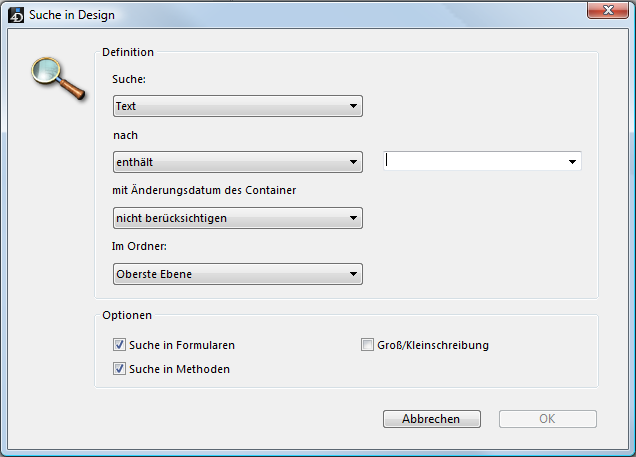 4D Suche in Design
Definition
Suche:
Text
nach
enthält
mit Änderungsdatum des Container
nicht berücksichtigen
Im Ordner:
Oberste Ebene
Optionen
Suche in Formularen Groß/Kleinschreibung
Suche in Methoden
Abbrechen OK